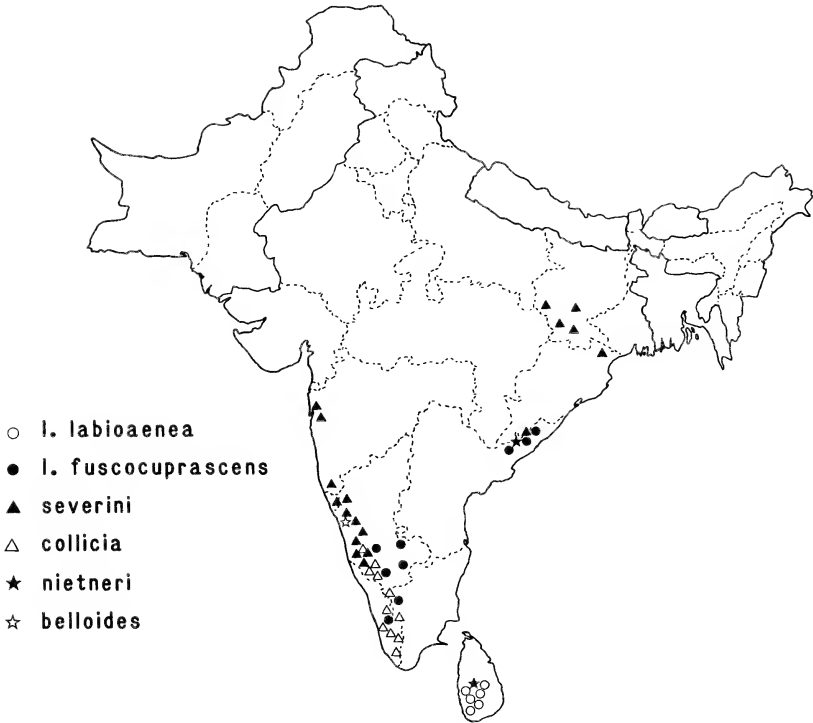 l. labioaenea
l. fuscocuprascens
severini
collicia
nietneri
belloides